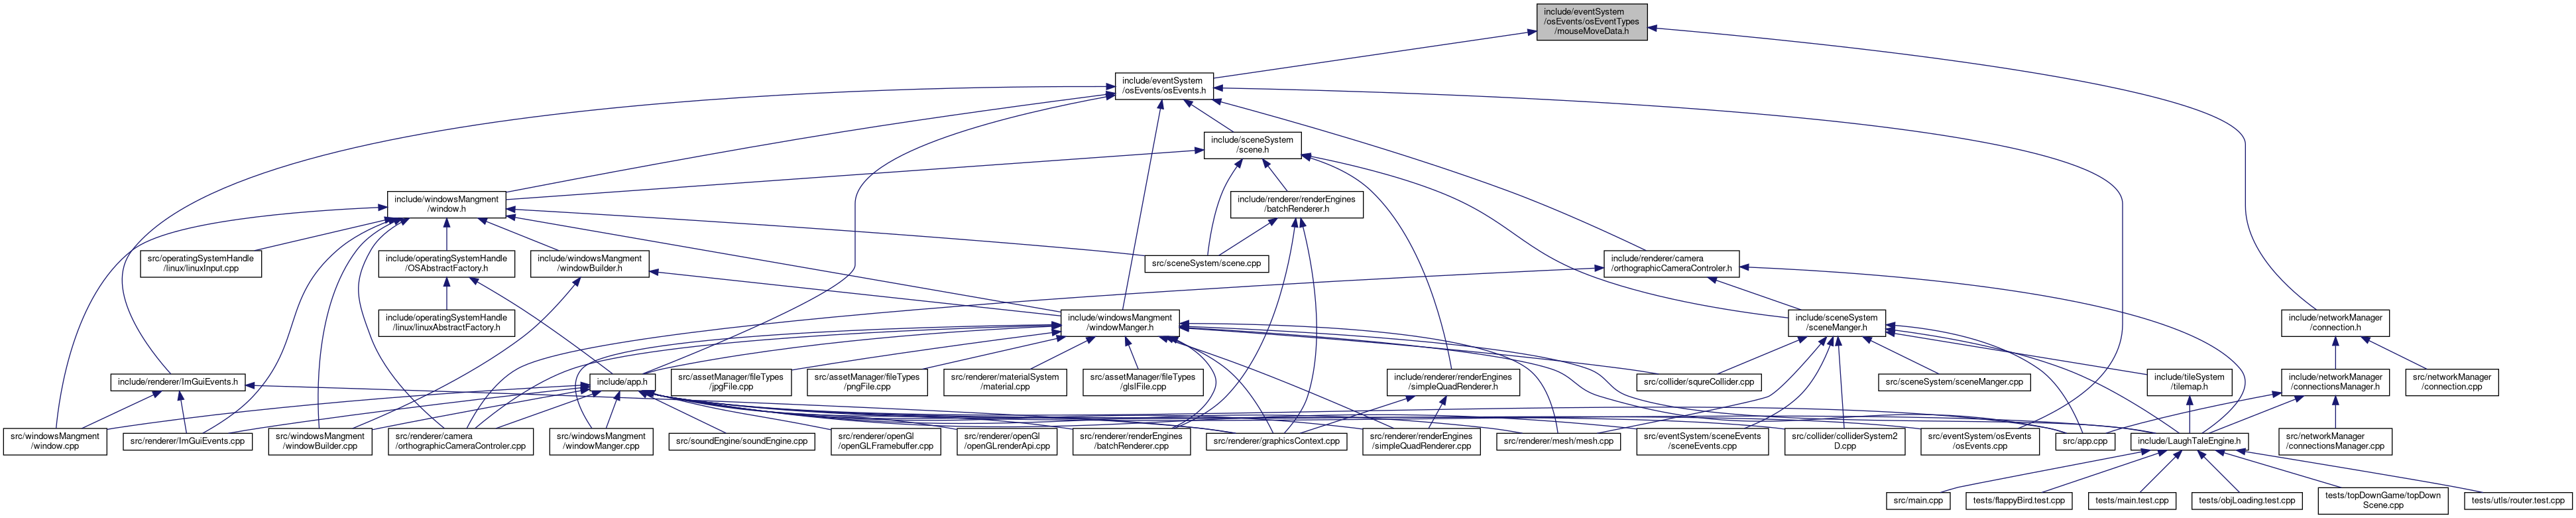 include/eventSystem
/osEvents/osEventTypes
/mouseMoveData.h
include/eventSystem
/osEvents/osEvents.h
include/sceneSystem
/scene.h
include/windowsMangment
/window.h
include/renderer/renderEngines
/batchRenderer.h
src/operatingSystemHandle
/linux/linuxInput.cpp
include/operatingSystemHandle
/OSAbstractFactory.h
include/windowsMangment
/windowBuilder.h
src/sceneSystem/scene.cpp
include/renderer/camera
/orthographicCameraControler.h
include/operatingSystemHandle
/linux/linuxAbstractFactory.h
include/windowsMangment
/windowManger.h
include/sceneSystem
/sceneManger.h
include/networkManager
/connection.h
include/renderer/ImGuiEvents.h
include/app.h
src/assetManager/fileTypes
/jpgFile.cpp
src/assetManager/fileTypes
/pngFile.cpp
src/renderer/materialSystem
/material.cpp
src/assetManager/fileTypes
/glslFile.cpp
include/renderer/renderEngines
/simpleQuadRenderer.h
src/collider/squreCollider.cpp
src/sceneSystem/sceneManger.cpp
include/tileSystem
/tilemap.h
include/networkManager
/connectionsManager.h
src/networkManager
/connection.cpp
src/windowsMangment
/window.cpp
src/renderer/ImGuiEvents.cpp
src/windowsMangment
/windowBuilder.cpp
src/renderer/camera
/orthographicCameraControler.cpp
src/windowsMangment
/windowManger.cpp
src/soundEngine/soundEngine.cpp
src/renderer/openGl
/openGLFramebuffer.cpp
src/renderer/openGl
/openGLrenderApi.cpp
src/renderer/renderEngines
/batchRenderer.cpp
src/renderer/graphicsContext.cpp
src/renderer/renderEngines
/simpleQuadRenderer.cpp
src/renderer/mesh/mesh.cpp
src/eventSystem/sceneEvents
/sceneEvents.cpp
src/collider/colliderSystem2
D.cpp
src/eventSystem/osEvents
/osEvents.cpp
src/app.cpp
include/LaughTaleEngine.h
src/networkManager
/connectionsManager.cpp
src/main.cpp
tests/flappyBird.test.cpp
tests/main.test.cpp
tests/objLoading.test.cpp
tests/topDownGame/topDown
Scene.cpp
tests/utls/router.test.cpp